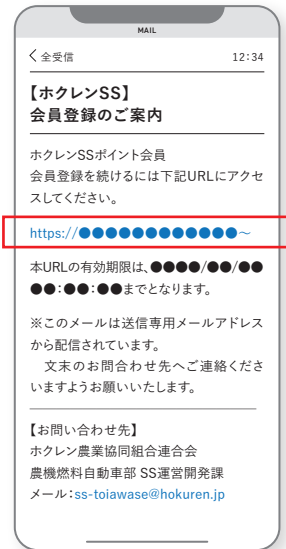 MAIL
全受信 12:34
【ホクレンSS】
会員登録のご案内
ホクレンSSポイント会員
会員登録を続けるには下記URLにアクセ
スしてください。
https://●●●●●●●●●●●●～
本URLの有効期限は、●●●●/●●/●●
●●：●●：●●までとなります。
※このメールは送信専用メールアドレス
から配信されています。
　文末のお問合わせ先へご連絡くださ
いますようお願いいたします。
【お問い合わせ先】
ホクレン農業協同組合連合会
農機燃料自動車部 SS運営開発課
メール：ss-toiawase@hokuren.jp